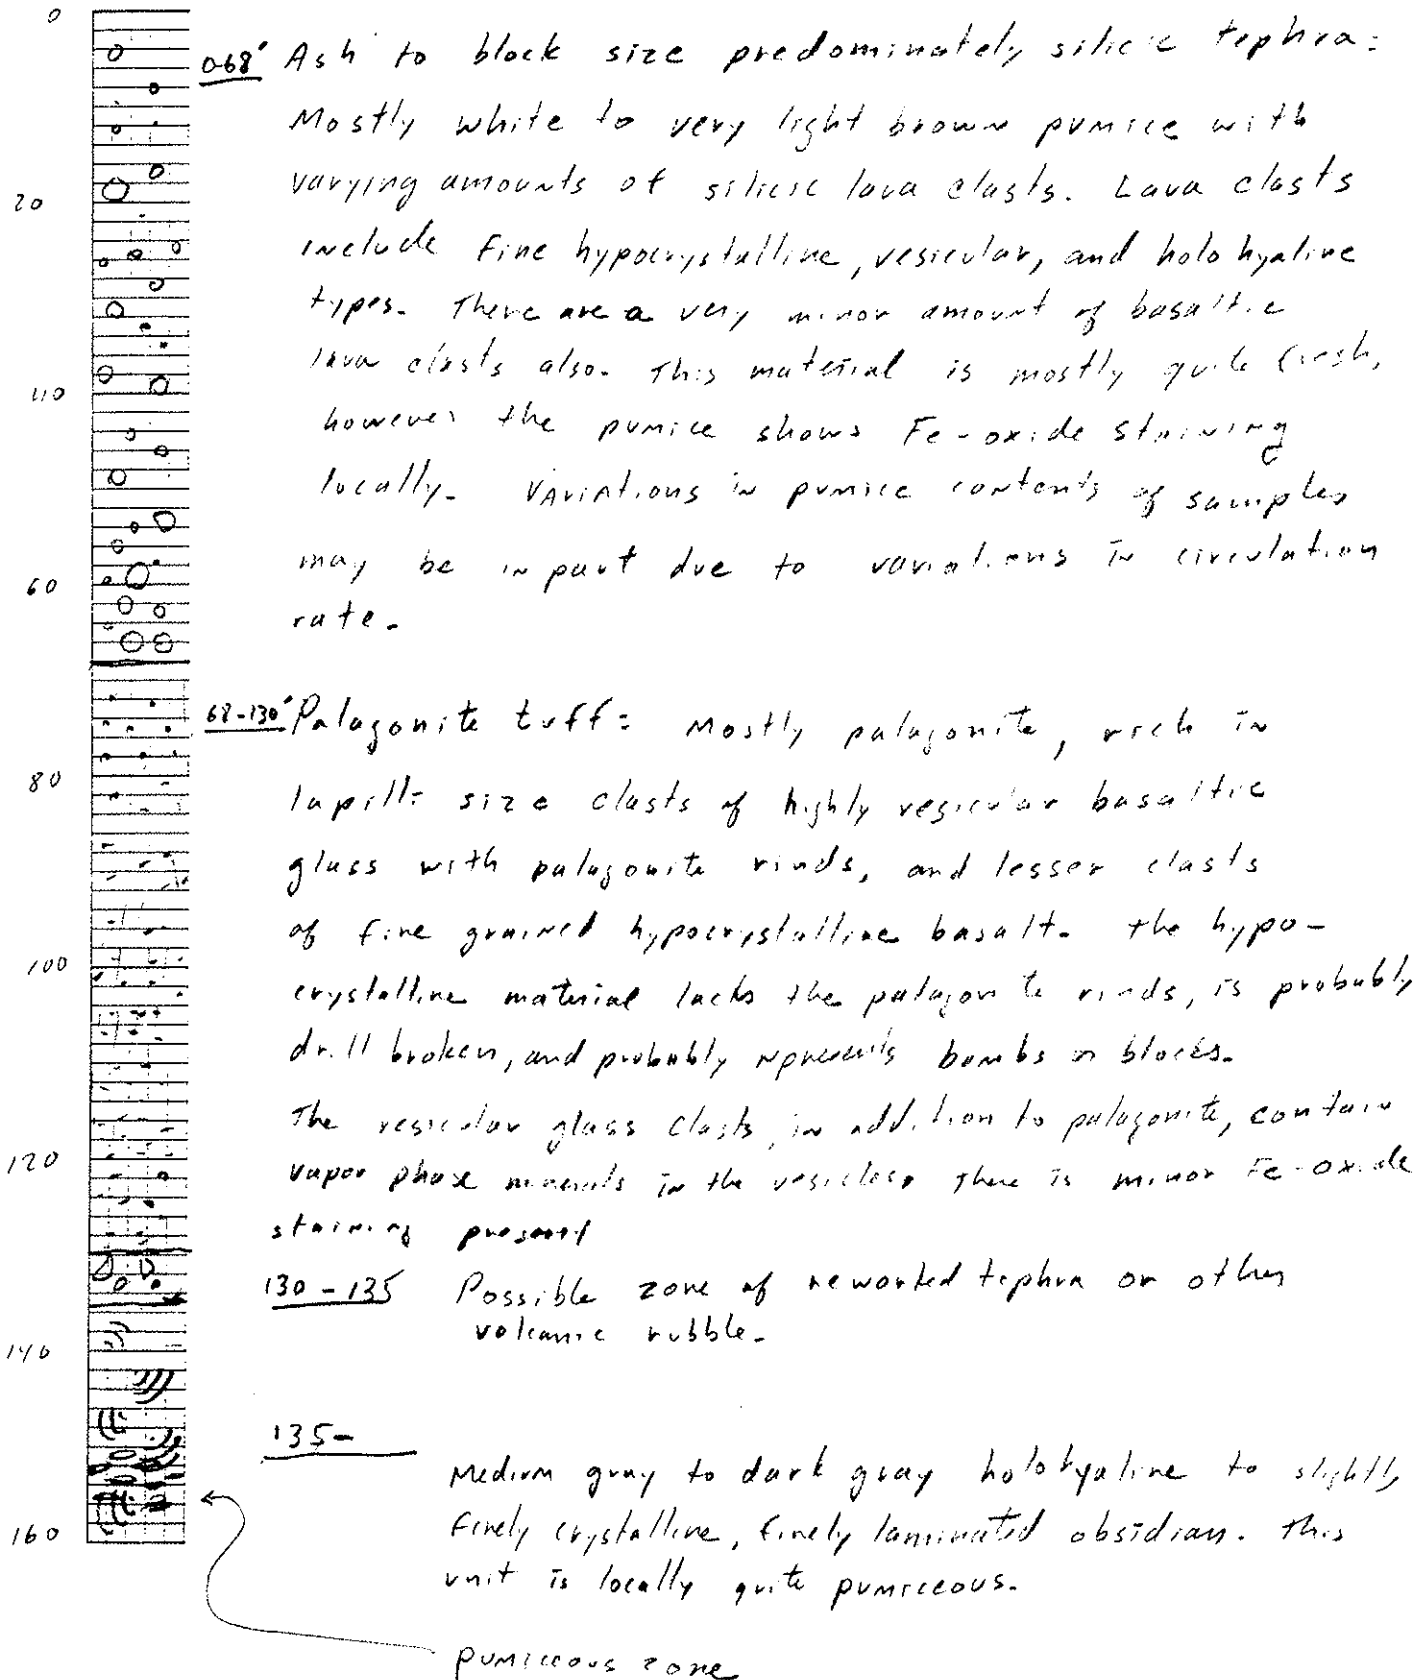 0
0-68' Ash to block size predominately silicic tephra:
Mostly white to very light brown pumice with
varying amounts of silicic lava clasts. Lava clasts
20
include fine hypocrystalline, vesicular, and holohyaline
types. There are a very minor amount of basaltic
lava clasts also. This material is mostly quite fresh,
40
however the pumice shows Fe-oxide staining
locally. Variations in pumice contents of samples
may be in part due to variations in circulation
60
rate.
68-130' Palagonite tuff: Mostly palagonite, rich in
80
lapilli size clasts of highly vesicular basaltic
glass with palagonite rinds, and lesser clasts
of fine grained hypocrystalline basalt. the hypo-
100
crystalline material lacks the palagonite rinds, is probably
drill broken, and probably represents bombs or blocks.
The vesicular glass clasts, in addition to palagonite, contain
120
vapor phase minerals in the vesicles. There is minor Fe-oxide
staining present
130-135 Possible zone of reworked tephra or other
volcanic rubble.
140
135-
Medium gray to dark gray holohyaline to slightly
finely crystalline, finely laminated obsidian. This
160
unit is locally quite pumiceous.
pumiceous zone